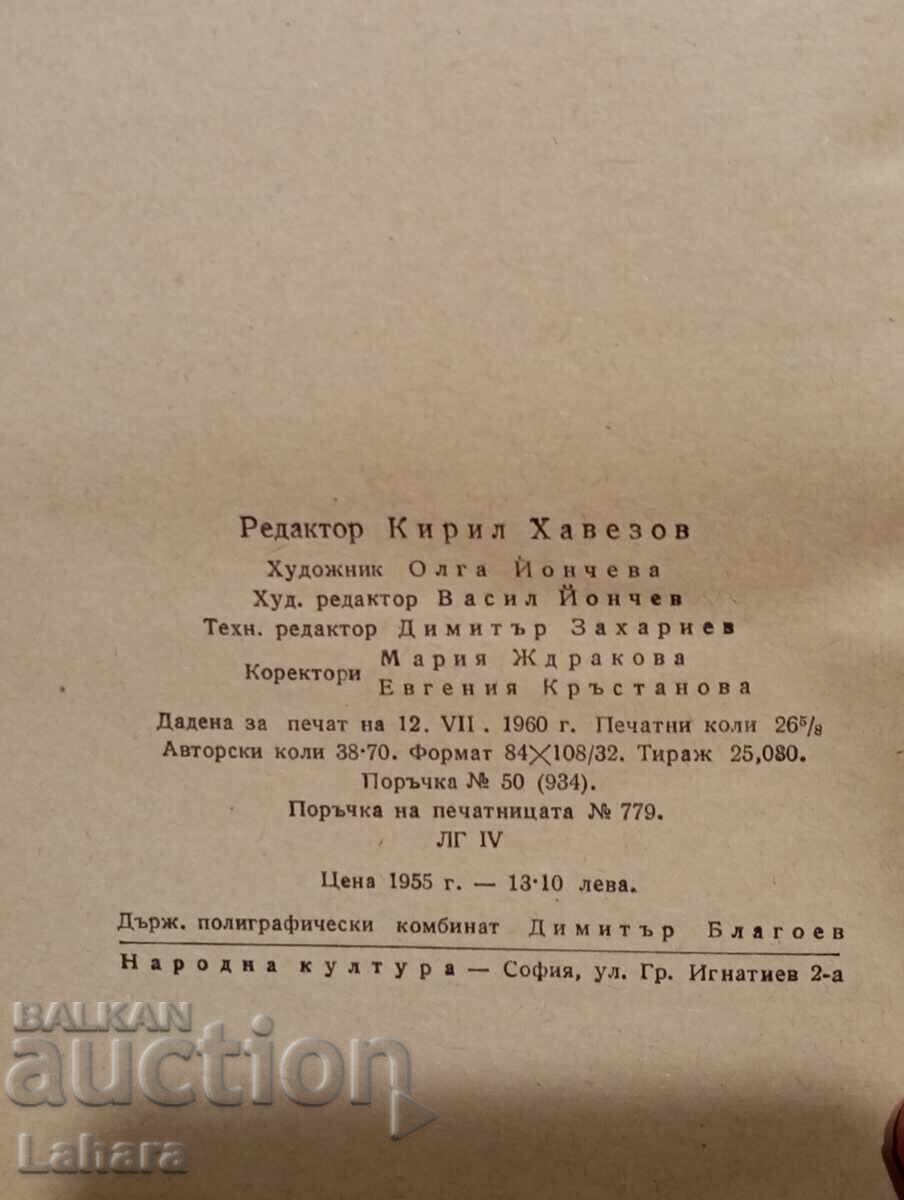 Редактор Кирил Хавезов
Художник Олга Йончева
Худ. редактор Васил Йончев
Техн. редактор Димитър Захариев
Коректори Мария Ждракова
Евгения Кръстанова
Дадена за печат на 12. VII. 1960 г. Печатни коли 26⁵/₈
Авторски коли 38·70. Формат 84×108/32. Тираж 25,080.
Поръчка № 50 (934).
Поръчка на печатницата № 779.
ЛГ IV
Цена 1955 г. — 13·10 лева.
Държ. полиграфически комбинат Димитър Благоев
Народна култура — София, ул. Гр. Игнатиев 2-а
BALKAN
auction
Lahara